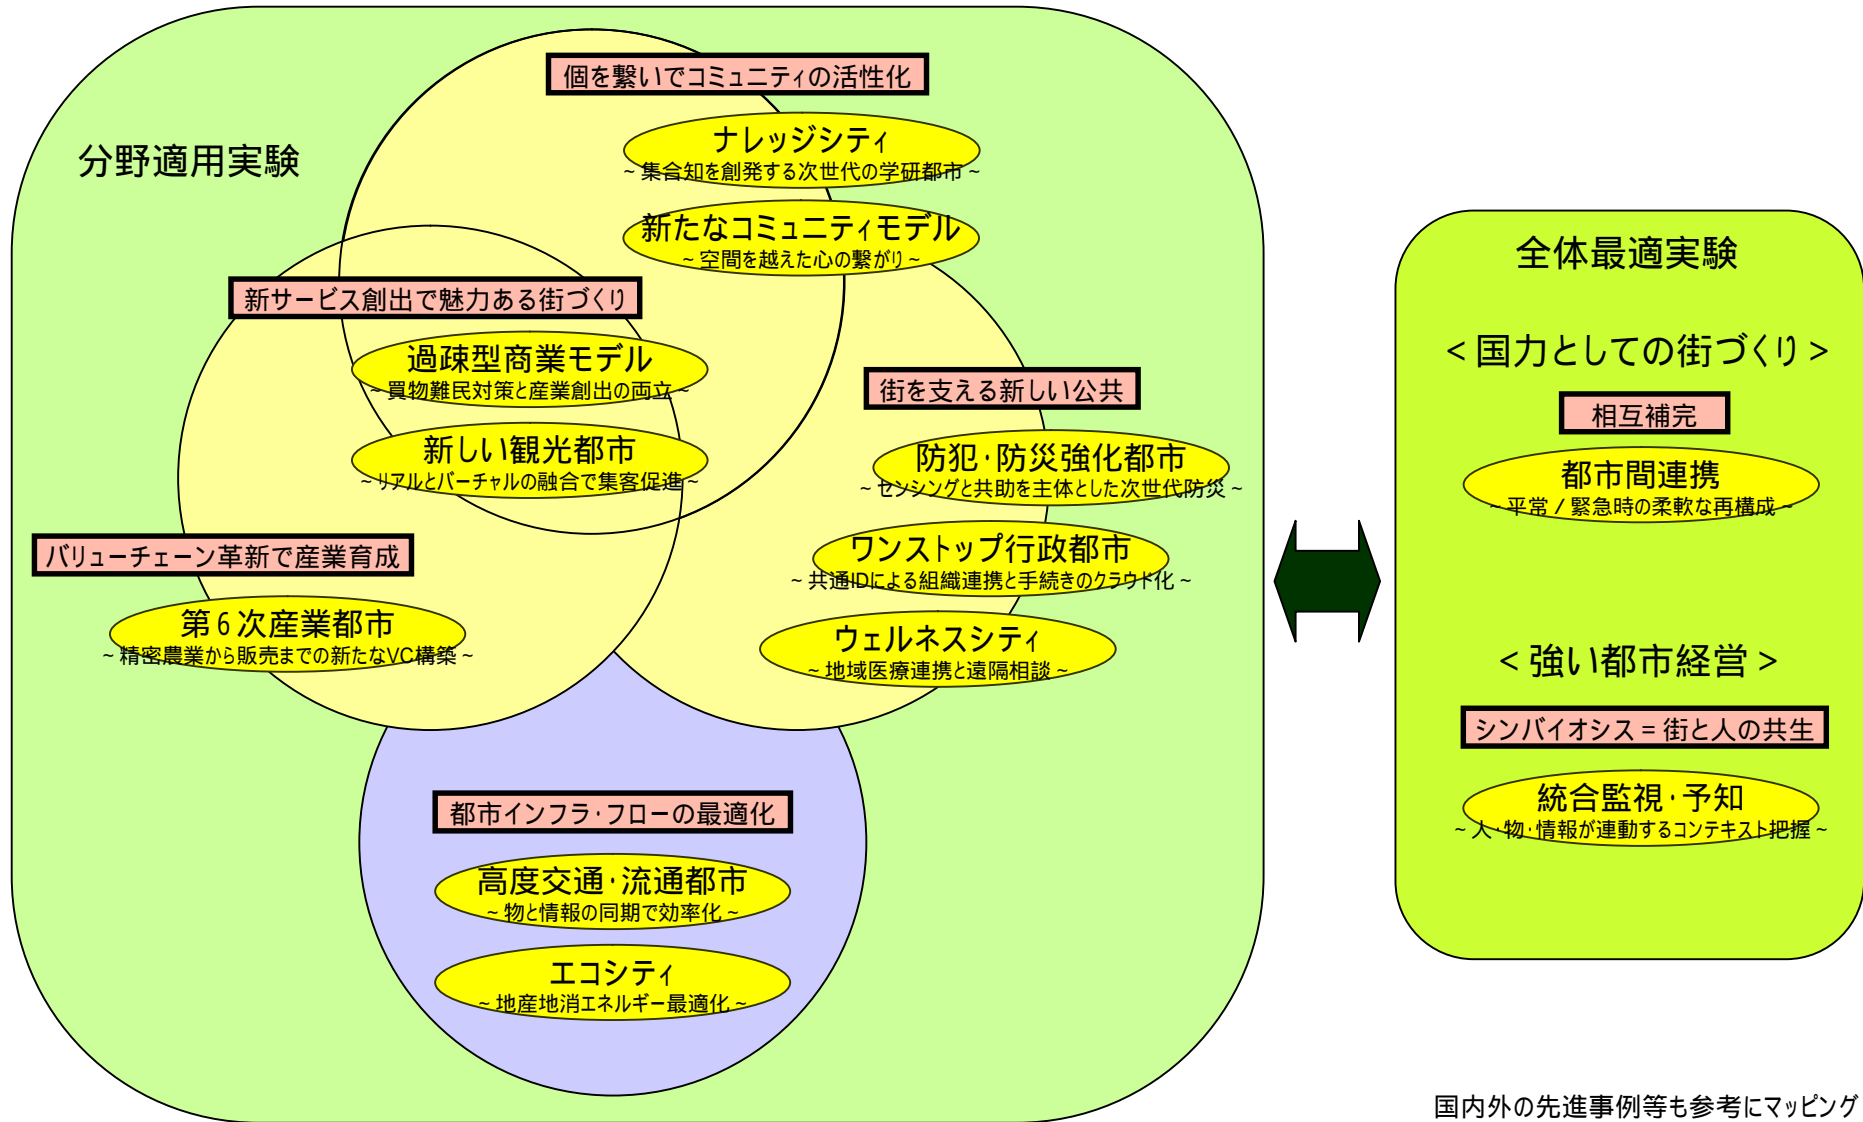 分野適用実験
個を繋いでコミュニティの活性化
ナレッジシティ
~ 集合知を創発する次世代の学研都市 ~
新たなコミュニティモデル
~ 空間を越えた心の繋がり ~
新サービス創出で魅力ある街づくり
過疎型商業モデル
~ 買物難民対策と産業創出の両立 ~
新しい観光都市
~ リアルとバーチャルの融合で集客促進 ~
バリューチェーン革新で産業育成
第6次産業都市
~ 精密農業から販売までの新たなVC構築 ~
街を支える新しい公共
防犯・防災強化都市
~ センシングと共助を主体とした次世代防災 ~
ワンストップ行政都市
~ 共通IDによる組織連携と手続きのクラウド化 ~
ウェルネスシティ
~ 地域医療連携と遠隔相談 ~
都市インフラ・フローの最適化
高度交通・流通都市
~ 物と情報の同期で効率化 ~
エコシティ
~ 地産地消エネルギー最適化 ~
全体最適実験
< 国力としての街づくり >
相互補完
都市間連携
~ 平常 / 緊急時の柔軟な再構成 ~
< 強い都市経営 >
シンバイオシス = 街と人の共生
統合監視・予知
~ 人・物・情報が連動するコンテキスト把握 ~
国内外の先進事例等も参考にマッピング